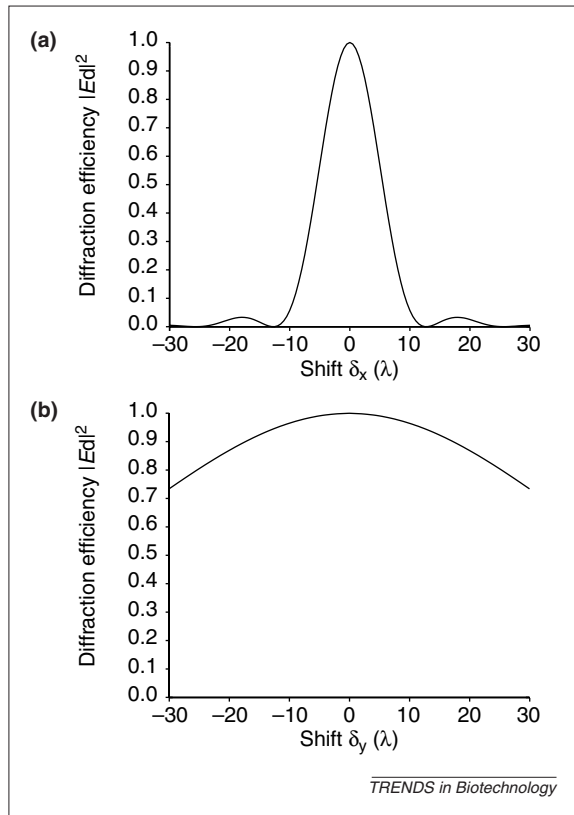 (a)
Diffraction efficiency |Ed|²
1.0
0.9
0.8
0.7
0.6
0.5
0.4
0.3
0.2
0.1
0.0
–30 –20 –10 0 10 20 30
Shift δx (λ)
(b)
Diffraction efficiency |Ed|²
1.0
0.9
0.8
0.7
0.6
0.5
0.4
0.3
0.2
0.1
0.0
–30 –20 –10 0 10 20 30
Shift δy (λ)
TRENDS in Biotechnology